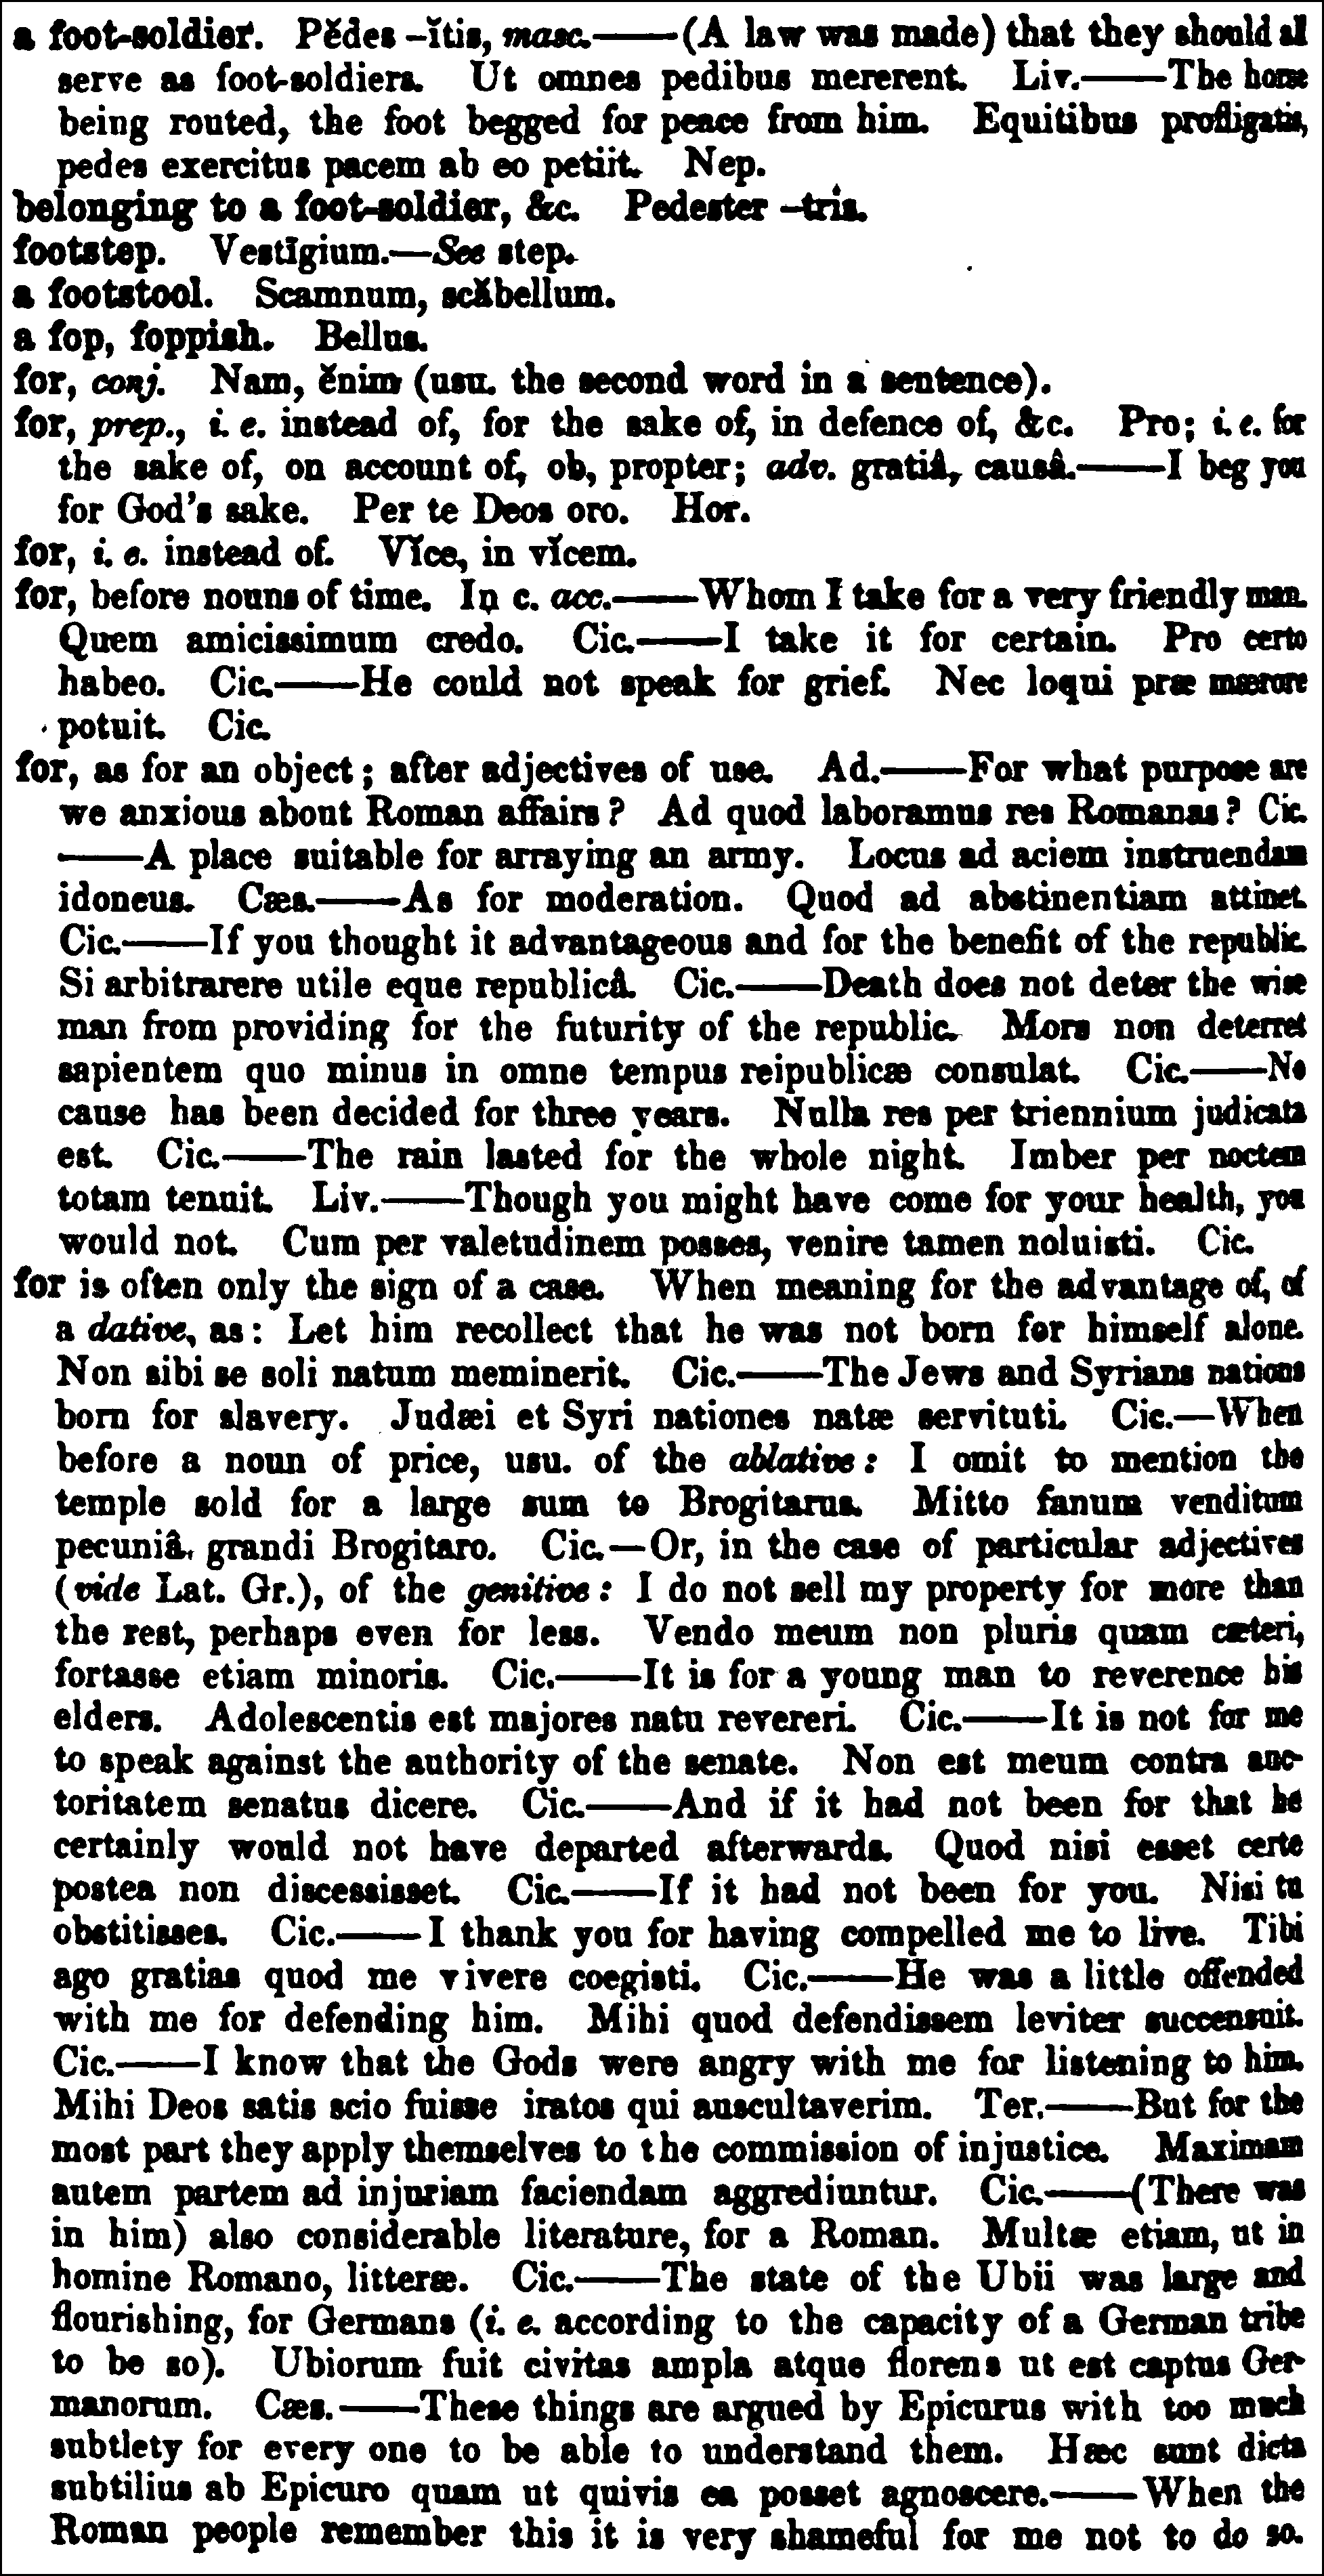 a foot-soldier. Pĕdes -ĭtis, masc.——(A law was made) that they should all
serve as foot-soldiers. Ut omnes pedibus mererent. Liv.——The horse
being routed, the foot begged for peace from him. Equitibus profligatis,
pedes exercitus pacem ab eo petiit. Nep.
belonging to a foot-soldier, &c. Pedester -tris.
footstep. Vestīgium.—See step.
a footstool. Scamnum, scăbellum.
a fop, foppish. Bellus.
for, conj. Nam, ĕnim (usu. the second word in a sentence).
for, prep., i. e. instead of, for the sake of, in defence of, &c. Pro; i. e. for
the sake of, on account of, ob, propter; adv. gratiâ, causâ.——I beg you
for God's sake. Per te Deos oro. Hor.
for, i. e. instead of. Vĭce, in vĭcem.
for, before nouns of time. In c. acc.——Whom I take for a very friendly man.
Quem amicissimum credo. Cic.——I take it for certain. Pro certo
habeo. Cic.——He could not speak for grief. Nec loqui præ mærore
potuit. Cic.
for, as for an object; after adjectives of use. Ad.——For what purpose are
we anxious about Roman affairs? Ad quod laboramus res Romanas? Cic.
——A place suitable for arraying an army. Locus ad aciem instruendam
idoneus. Cæs.——As for moderation. Quod ad abstinentiam attinet.
Cic.——If you thought it advantageous and for the benefit of the republic.
Si arbitrarere utile eque republicâ. Cic.——Death does not deter the wise
man from providing for the futurity of the republic. Mors non deterret
sapientem quo minus in omne tempus reipublicæ consulat. Cic.——No
cause has been decided for three years. Nulla res per triennium judicata
est. Cic.——The rain lasted for the whole night. Imber per noctem
totam tenuit. Liv.——Though you might have come for your health, you
would not. Cum per valetudinem posses, venire tamen noluisti. Cic.
for is often only the sign of a case. When meaning for the advantage of, of
a dative, as: Let him recollect that he was not born for himself alone.
Non sibi se soli natum meminerit. Cic.——The Jews and Syrians nations
born for slavery. Judæi et Syri nationes natæ servituti. Cic.—When
before a noun of price, usu. of the ablative: I omit to mention the
temple sold for a large sum to Brogitarus. Mitto fanum venditum
pecuniâ grandi Brogitaro. Cic.—Or, in the case of particular adjectives
(vide Lat. Gr.), of the genitive: I do not sell my property for more than
the rest, perhaps even for less. Vendo meum non pluris quam cæteri,
fortasse etiam minoris. Cic.——It is for a young man to reverence his
elders. Adolescentis est majores natu revereri. Cic.——It is not for me
to speak against the authority of the senate. Non est meum contra auc-
toritatem senatus dicere. Cic.——And if it had not been for that he
certainly would not have departed afterwards. Quod nisi esset certe
postea non discessisset. Cic.——If it had not been for you. Nisi tu
obstitisses. Cic.——I thank you for having compelled me to live. Tibi
ago gratias quod me vivere coegisti. Cic.——He was a little offended
with me for defending him. Mihi quod defendissem leviter succensuit.
Cic.——I know that the Gods were angry with me for listening to him.
Mihi Deos satis scio fuisse iratos qui auscultaverim. Ter.——But for the
most part they apply themselves to the commission of injustice. Maximam
autem partem ad injuriam faciendam aggrediuntur. Cic.——(There was
in him) also considerable literature, for a Roman. Multæ etiam, ut in
homine Romano, litteræ. Cic.——The state of the Ubii was large and
flourishing, for Germans (i. e. according to the capacity of a German tribe
to be so). Ubiorum fuit civitas ampla atque florens ut est captus Ger-
manorum. Cæs.——These things are argued by Epicurus with too much
subtlety for every one to be able to understand them. Hæc sunt dicta
subtilius ab Epicuro quam ut quivis ea posset agnoscere.——When the
Roman people remember this it is very shameful for me not to do so.